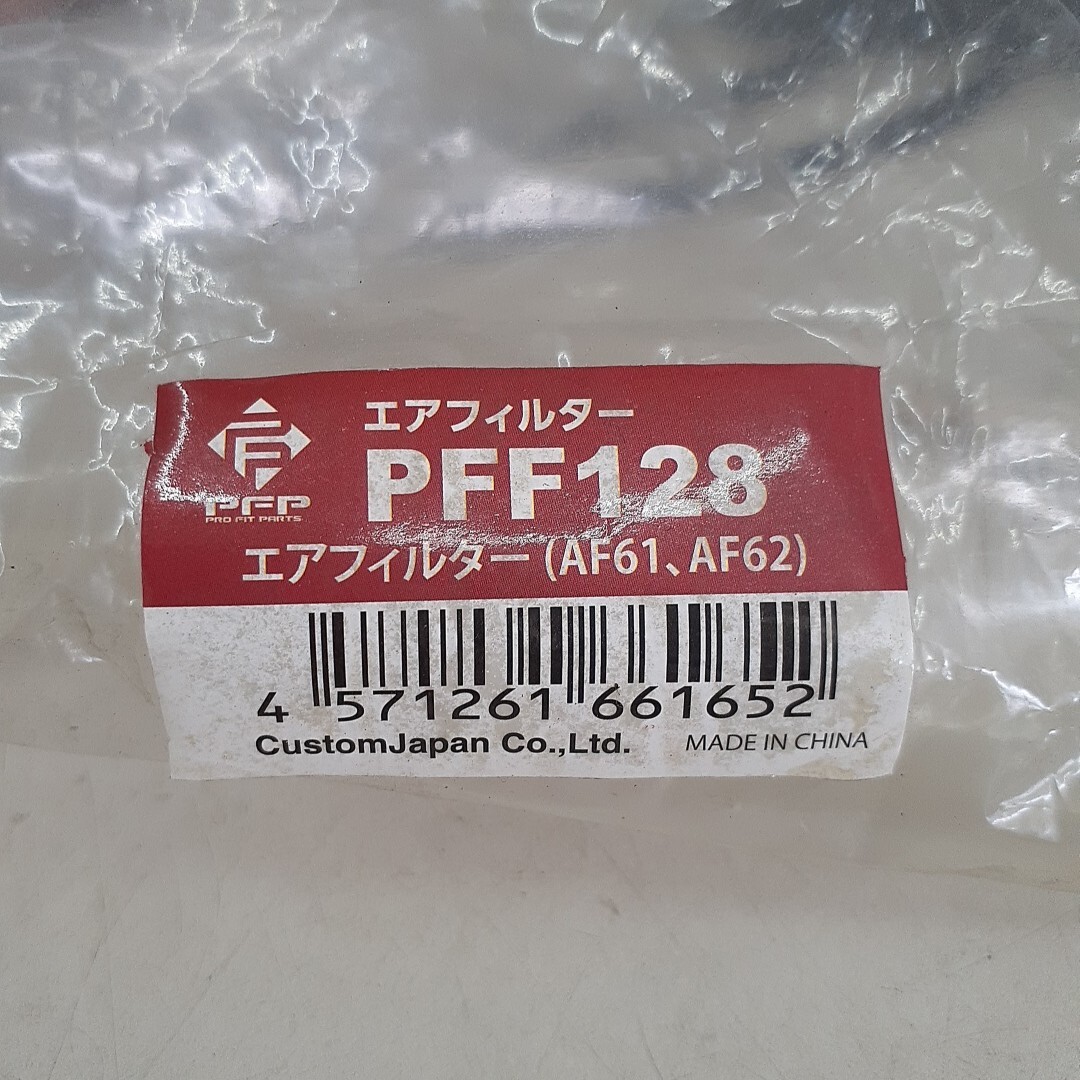 エアフィルター
PFF128
PFP
PRO FIT PARTS
エアフィルター (AF61、AF62)
4 571261 661652
CustomJapan Co.,Ltd. MADE IN CHINA